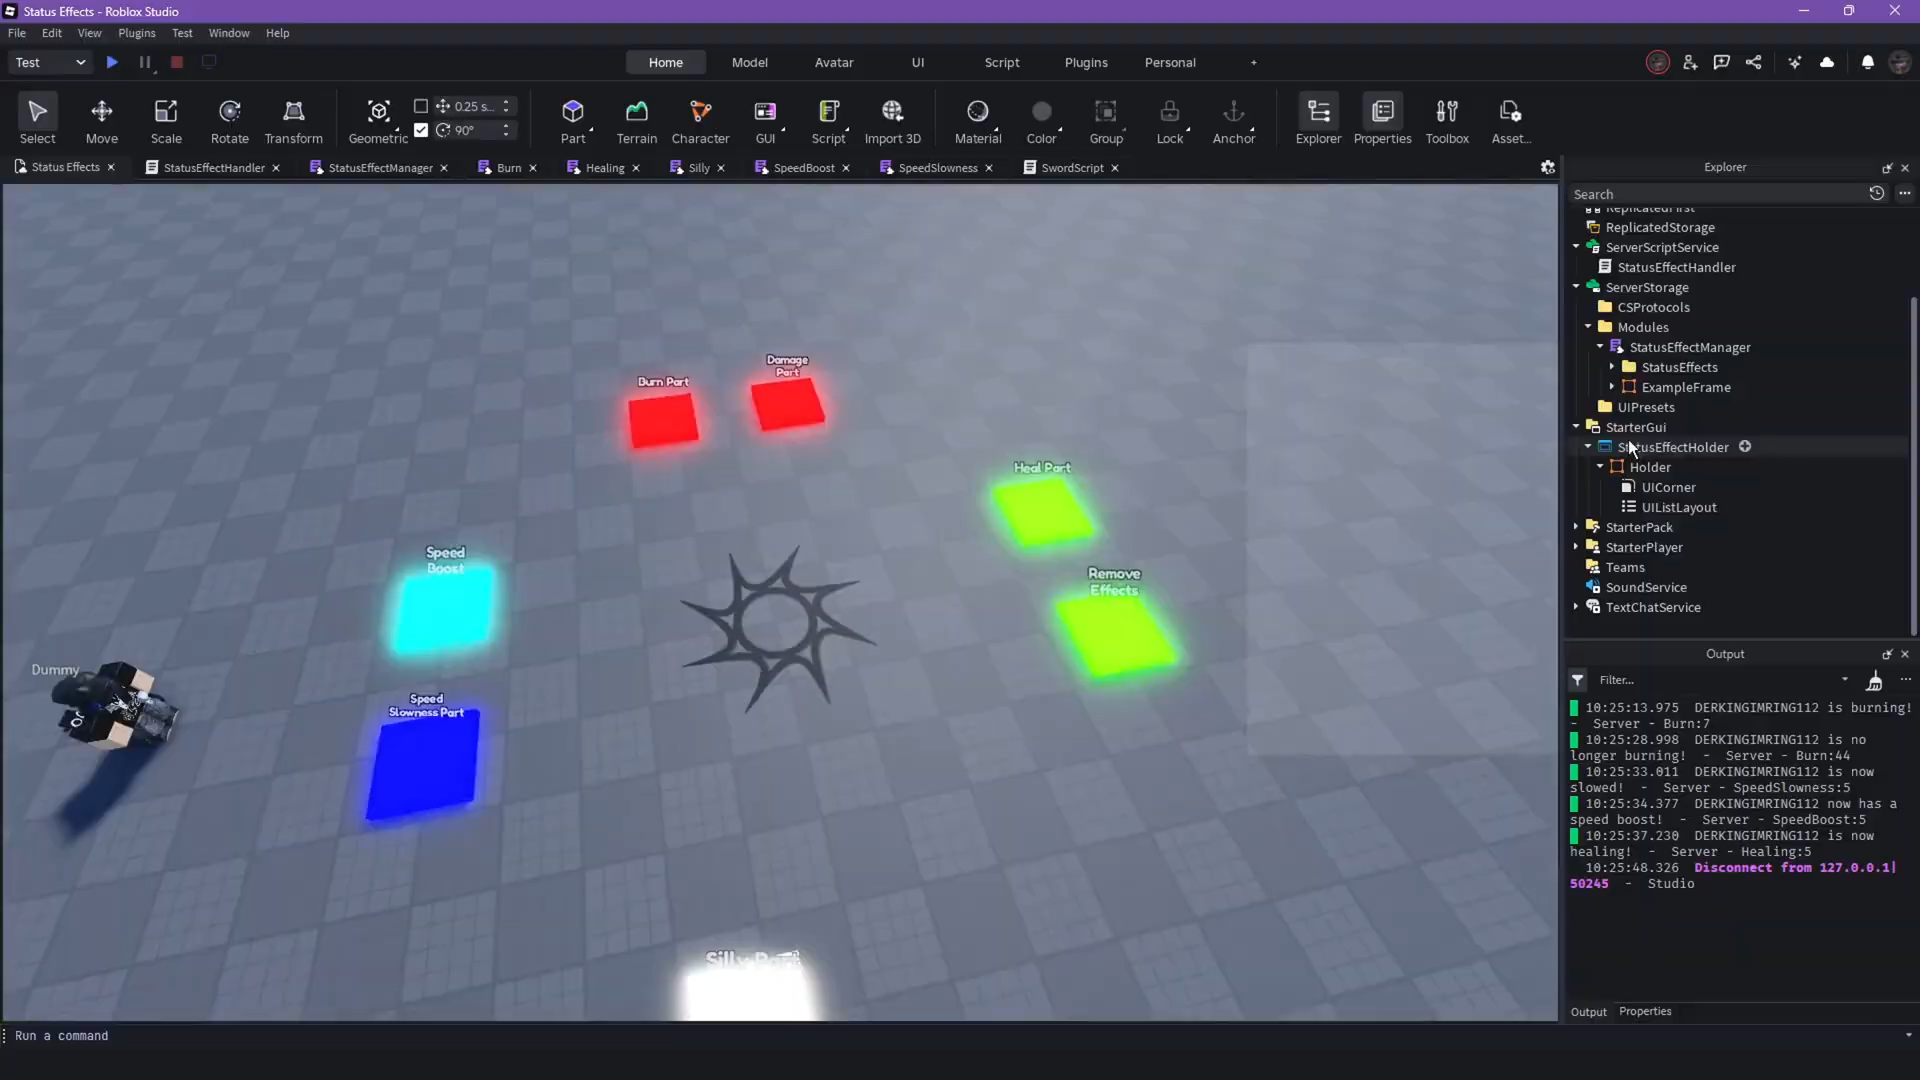 Status Effects - Roblox Studio
File Edit View Plugins Test Window Help
Test
Home Model Avatar UI Script Plugins Personal +
0.25 s...
90°
Select Move Scale Rotate Transform Geometric Part Terrain Character GUI Script Import 3D Material Color Group Lock Anchor Explorer Properties Toolbox Asset...
Status Effects StatusEffectHandler StatusEffectManager Burn Healing Silly SpeedBoost SpeedSlowness SwordScript
Explorer
Search
ReplicatedFirst
ReplicatedStorage
ServerScriptService
StatusEffectHandler
ServerStorage
CSProtocols
Modules
StatusEffectManager
StatusEffects
ExampleFrame
UIPresets
StarterGui
StatusEffectHolder
Holder
UICorner
UIListLayout
StarterPack
StarterPlayer
Teams
SoundService
TextChatService
Damage
Part
Burn Part
Heal Part
Speed
Boost
Remove
Effects
Dummy
Speed
Slowness Part
Silly Part
Output
Filter...
10:25:13.975 DERKINGIMRING112 is burning!
- Server - Burn:7
10:25:28.998 DERKINGIMRING112 is no
longer burning! - Server - Burn:44
10:25:33.011 DERKINGIMRING112 is now
slowed! - Server - SpeedSlowness:5
10:25:34.377 DERKINGIMRING112 now has a
speed boost! - Server - SpeedBoost:5
10:25:37.230 DERKINGIMRING112 is now
healing! - Server - Healing:5
10:25:48.326 Disconnect from 127.0.0.1|
50245 - Studio
Output Properties
Run a command